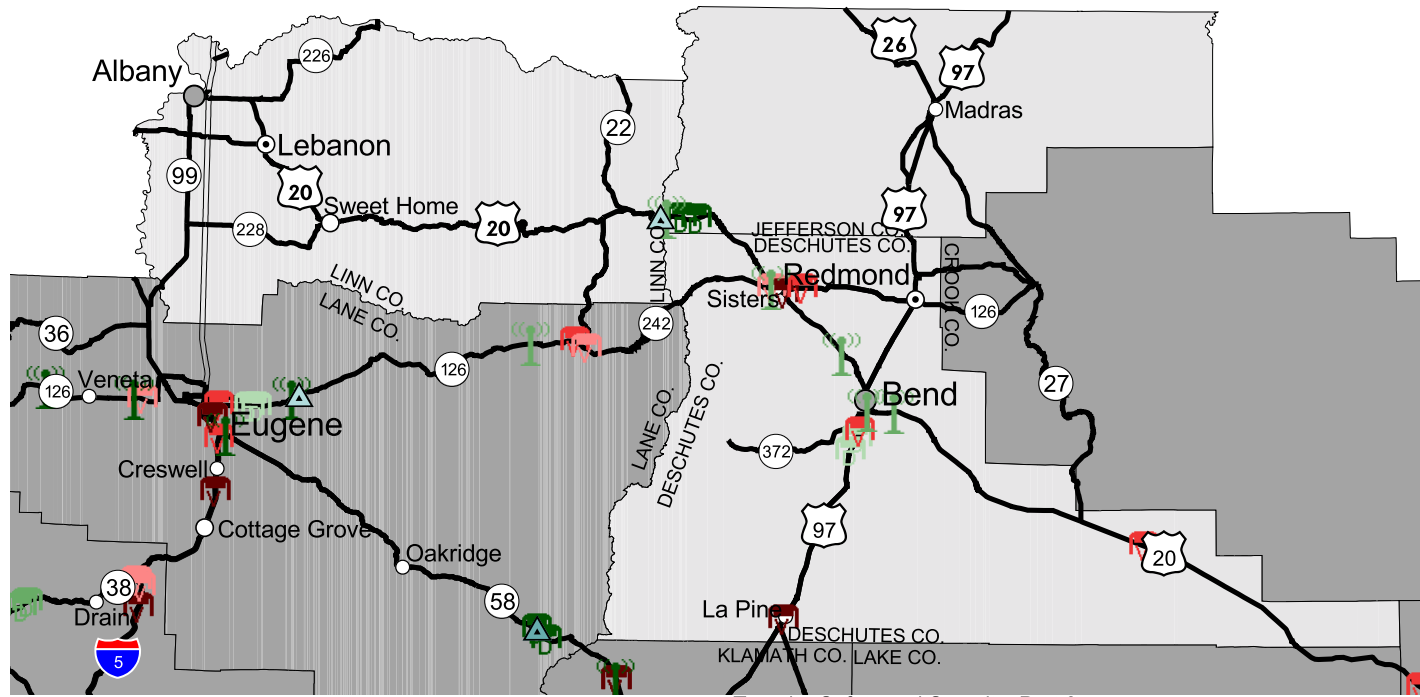 26
226
97
Albany
Madras
22
Lebanon
99
20
97
Sweet Home
20
228
JEFFERSON CO.
DESCHUTES CO.
LINN CO.
CROOK CO.
Redmond
LINN CO.
LANE CO.
Sisters
126
242
36
126
Veneta
126
27
Bend
Eugene
LANE CO.
DESCHUTES CO.
372
Creswell
97
Cottage Grove
20
Oakridge
38
58
Drain
La Pine
DESCHUTES CO.
KLAMATH CO.
LAKE CO.
5